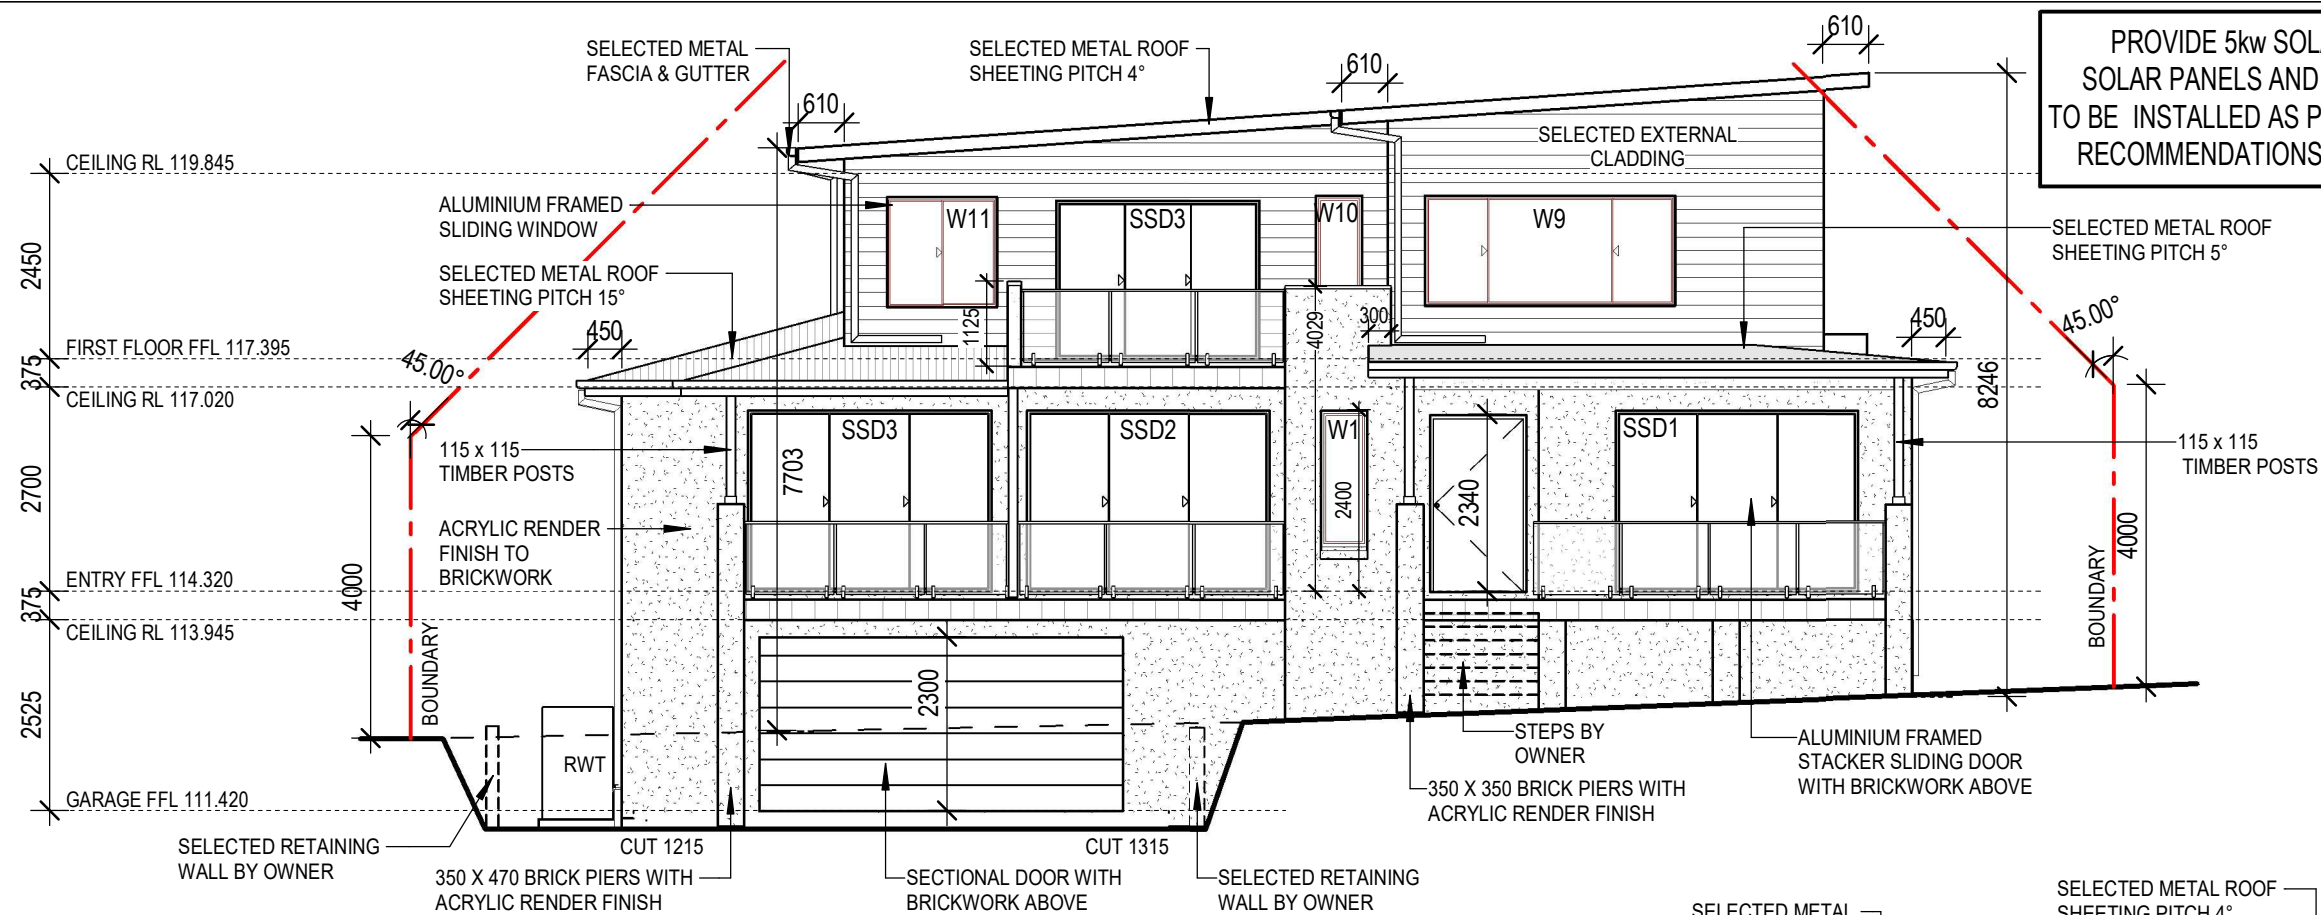 SELECTED METAL
FASCIA & GUTTER
SELECTED METAL ROOF
SHEETING PITCH 4°
610
610
610
PROVIDE 5kw SOL
SOLAR PANELS AND
TO BE INSTALLED AS P
RECOMMENDATIONS
CEILING RL 119.845
SELECTED EXTERNAL
CLADDING
ALUMINIUM FRAMED
SLIDING WINDOW
W11
SSD3
W10
W9
SELECTED METAL ROOF
SHEETING PITCH 5°
2450
SELECTED METAL ROOF
SHEETING PITCH 15°
450
1125
4029
300
450
45.00°
FIRST FLOOR FFL 117.395
45.00°
375
CEILING RL 117.020
8246
115 x 115
TIMBER POSTS
SSD3
SSD2
W1
SSD1
115 x 115
TIMBER POSTS
2700
7703
2400
2340
ACRYLIC RENDER
FINISH TO
BRICKWORK
4000
4000
BOUNDARY
ENTRY FFL 114.320
375
CEILING RL 113.945
BOUNDARY
2525
2300
RWT
STEPS BY
OWNER
ALUMINIUM FRAMED
STACKER SLIDING DOOR
WITH BRICKWORK ABOVE
GARAGE FFL 111.420
350 X 350 BRICK PIERS WITH
ACRYLIC RENDER FINISH
SELECTED RETAINING
WALL BY OWNER
CUT 1215
CUT 1315
350 X 470 BRICK PIERS WITH
ACRYLIC RENDER FINISH
SECTIONAL DOOR WITH
BRICKWORK ABOVE
SELECTED RETAINING
WALL BY OWNER
SELECTED METAL
SELECTED METAL ROOF
SHEETING PITCH 4°